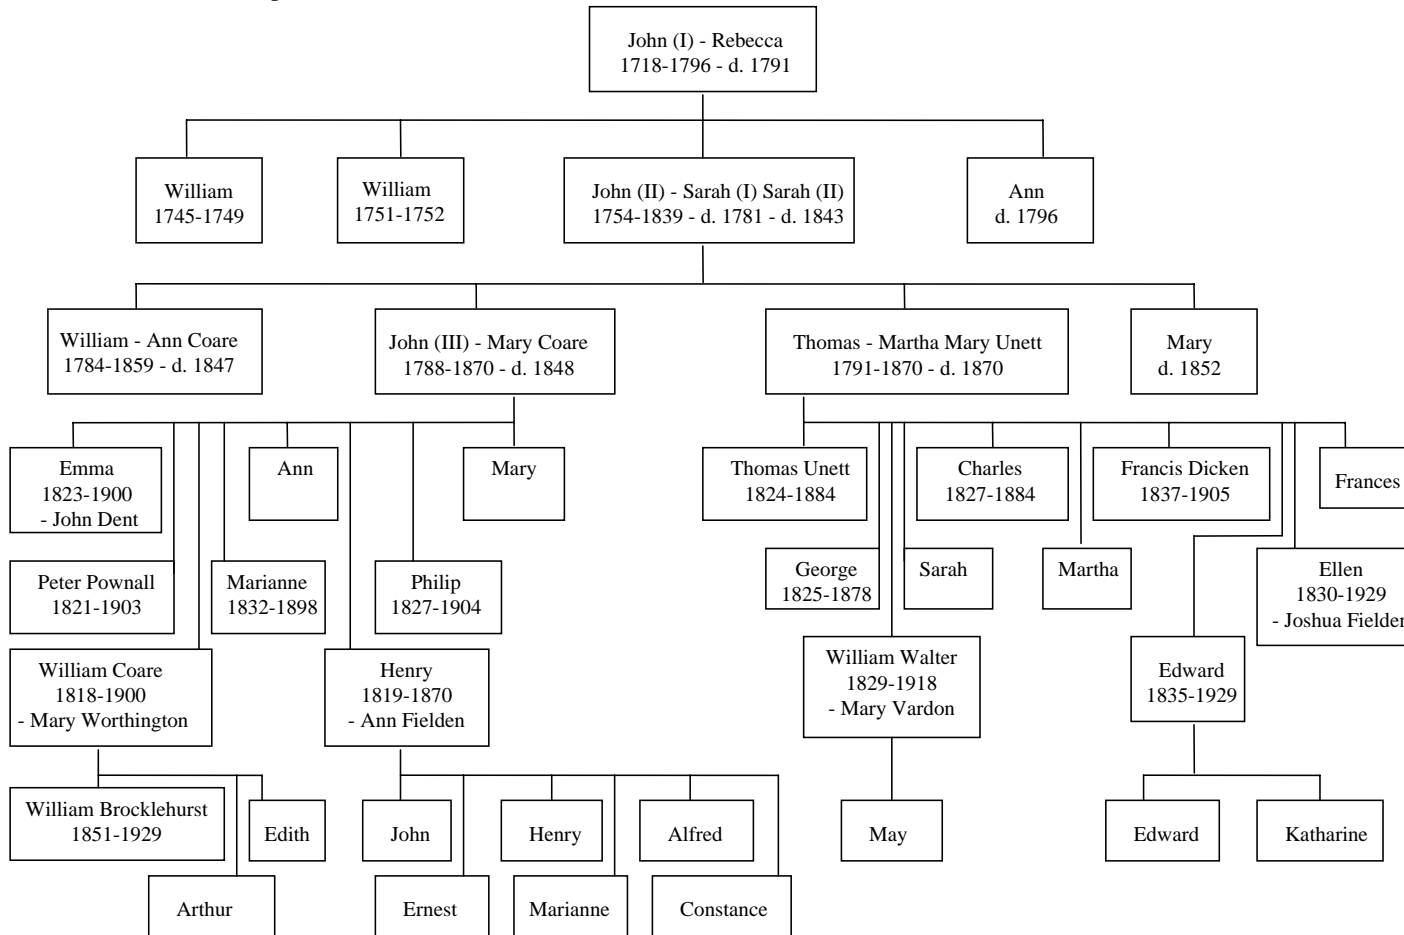 John (I) - Rebecca
1718-1796 - d. 1791
William
1745-1749
William
1751-1752
John (II) - Sarah (I) Sarah (II)
1754-1839 - d. 1781 - d. 1843
Ann
d. 1796
William - Ann Coare
1784-1859 - d. 1847
John (III) - Mary Coare
1788-1870 - d. 1848
Thomas - Martha Mary Unett
1791-1870 - d. 1870
Mary
d. 1852
Emma
1823-1900
- John Dent
Ann
Mary
Thomas Unett
1824-1884
Charles
1827-1884
Francis Dicken
1837-1905
Frances
Peter Pownall
1821-1903
Marianne
1832-1898
Philip
1827-1904
George
1825-1878
Sarah
Martha
Ellen
1830-1929
- Joshua Fielden
William Coare
1818-1900
- Mary Worthington
Henry
1819-1870
- Ann Fielden
William Walter
1829-1918
- Mary Vardon
Edward
1835-1929
William Brocklehurst
1851-1929
Edith
John
Henry
Alfred
May
Edward
Katharine
Arthur
Ernest
Marianne
Constance